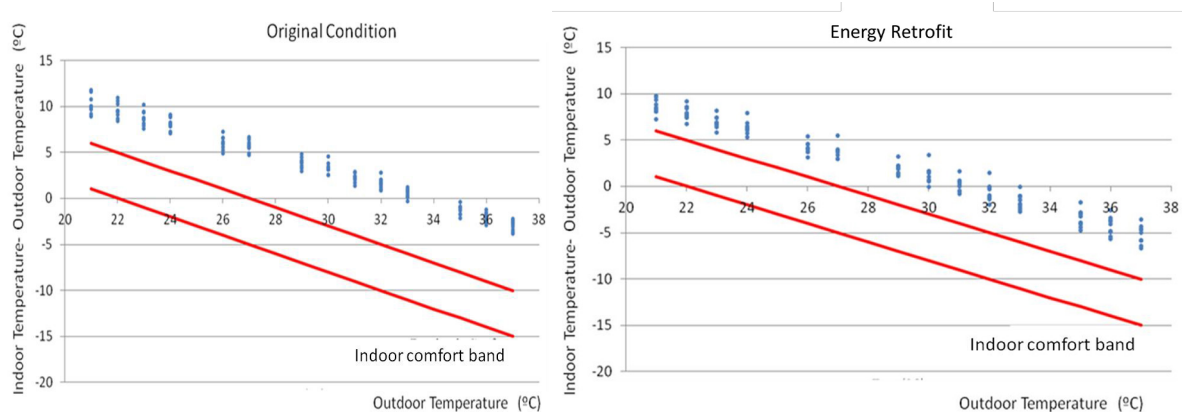 Original Condition
Indoor Temperature- Outdoor Temperature (ºC)
15
10
5
0
-5
-10
-15
-20
20 22 24 26 28 30 32 34 36 38
Indoor comfort band
Outdoor Temperature (ºC)
Energy Retrofit
Indoor Temperature- Outdoor Temperature (ºC)
15
10
5
0
-5
-10
-15
-20
20 22 24 26 28 30 32 34 36 38
Indoor comfort band
Outdoor Temperature (ºC)